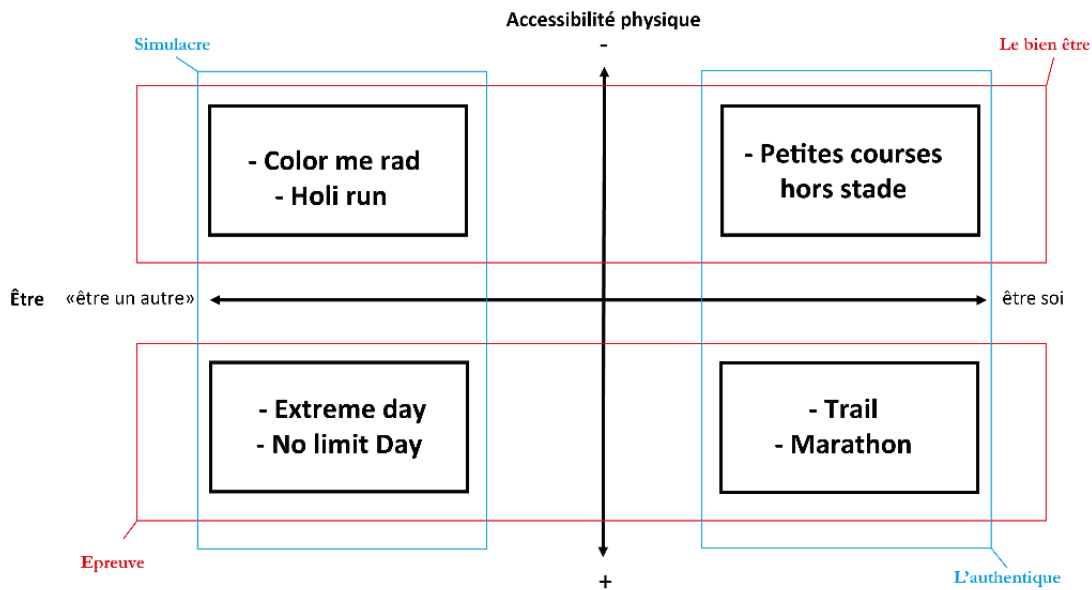 Accessibilité physique
-
Simulacre
Le bien être
- Color me rad
- Holi run
- Petites courses
hors stade
Être «être un autre»
être soi
- Extreme day
- No limit Day
- Trail
- Marathon
Epreuve
L'authentique
+